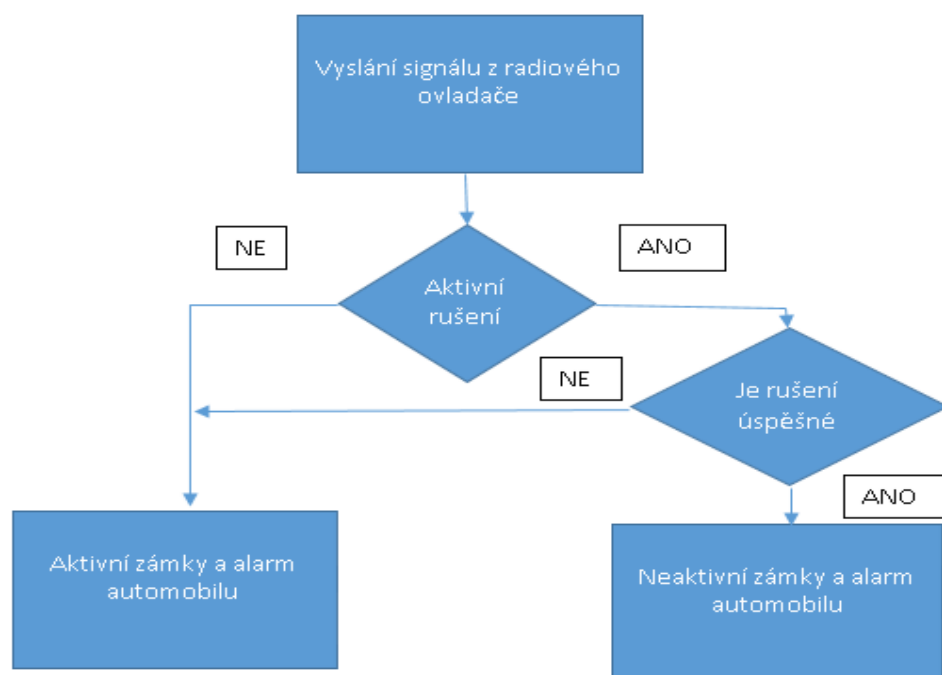 Vyslání signálu z radiového
ovladače
NE
ANO
Aktivní
rušení
NE
Je rušení
úspěšné
ANO
Aktivní zámky a alarm
automobilu
Neaktivní zámky a alarm
automobilu